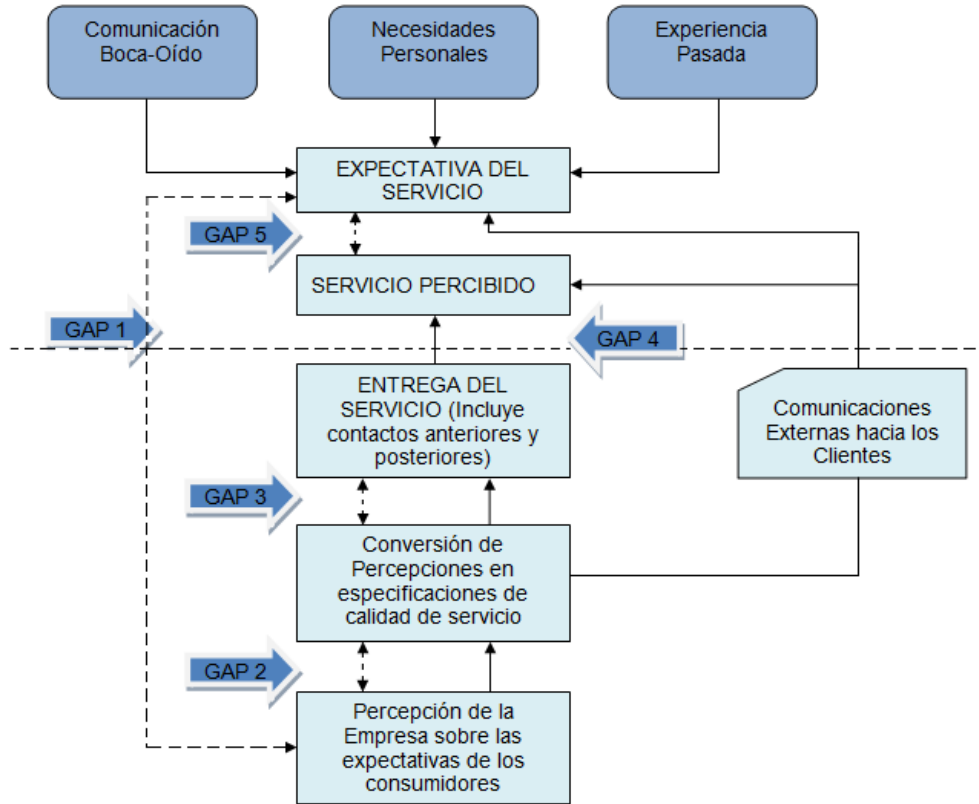 Comunicación
Boca-Oído
Necesidades
Personales
Experiencia
Pasada
EXPECTATIVA DEL
SERVICIO
GAP 5
SERVICIO PERCIBIDO
GAP 1
GAP 4
ENTREGA DEL
SERVICIO (Incluye
contactos anteriores y
posteriores)
Comunicaciones
Externas hacia los
Clientes
GAP 3
Conversión de
Percepciones en
especificaciones de
calidad de servicio
GAP 2
Percepción de la
Empresa sobre las
expectativas de los
consumidores